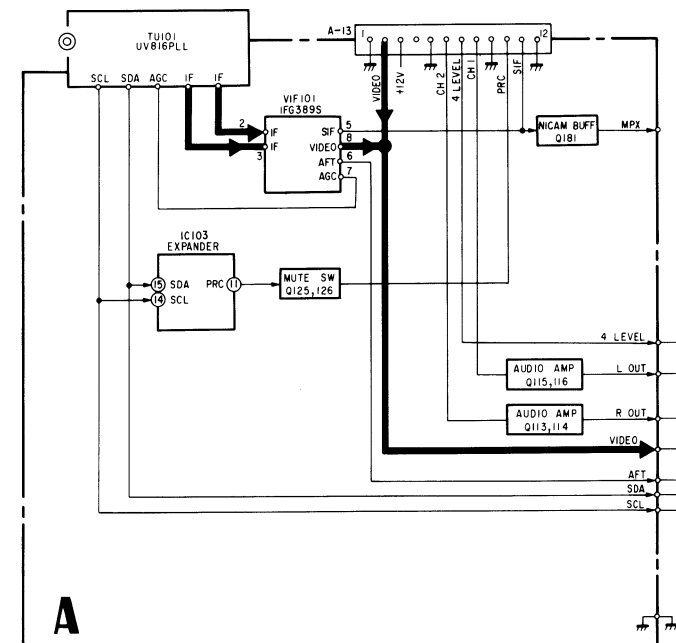 TU101
UV816PLL
SCL SDA AGC IF IF
A-13
1 12
VIDEO
+12V
CH 2
4 LEVEL
CH 1
PRC
SIF
VIF101
IFG389S
2 IF
3 IF
SIF 5
VIDEO 8
AFT 6
AGC 7
NICAM BUFF
Q181
MPX
IC103
EXPANDER
15 SDA
14 SCL
PRC 11
MUTE SW
Q125,126
4 LEVEL
AUDIO AMP
Q115,116
L OUT
AUDIO AMP
Q113,114
R OUT
VIDEO
AFT
SDA
SCL
A